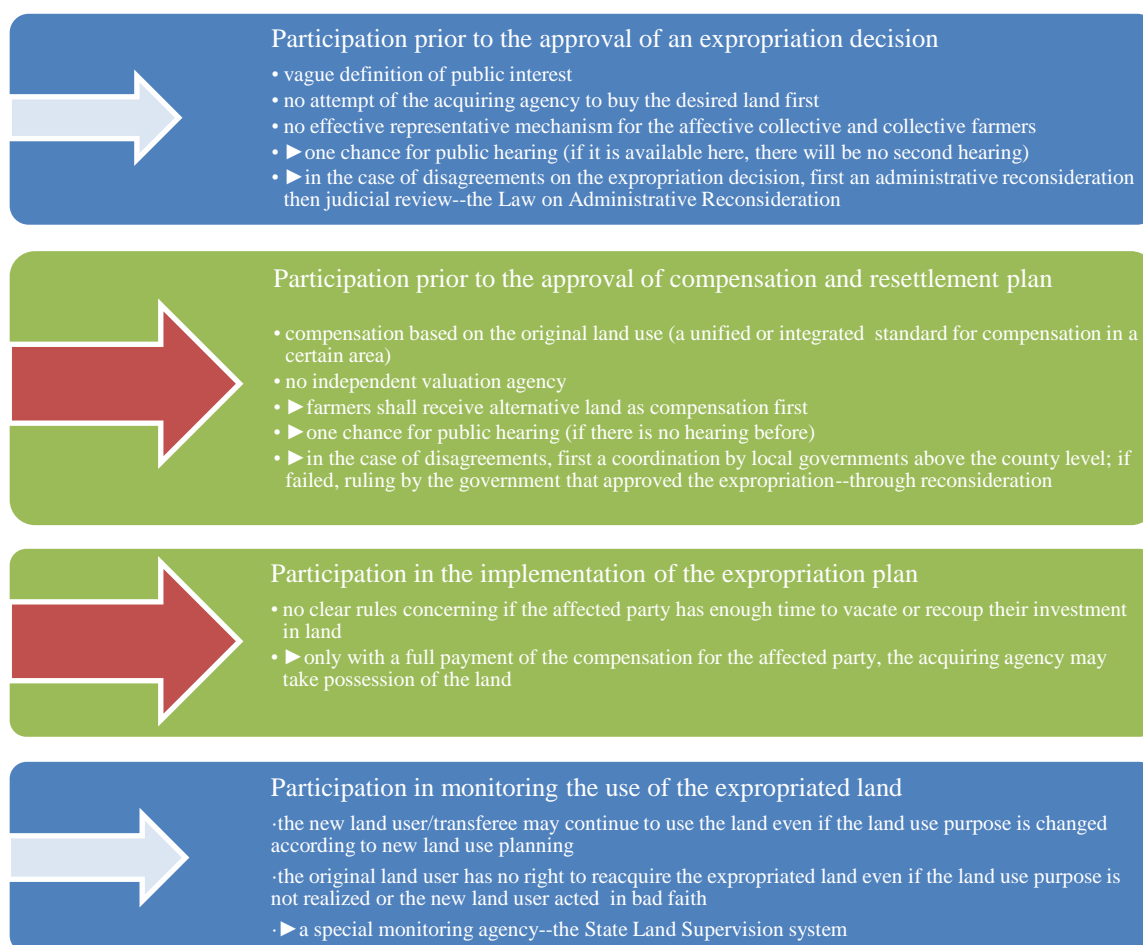 Participation prior to the approval of an expropriation decision
• vague definition of public interest
• no attempt of the acquiring agency to buy the desired land first
• no effective representative mechanism for the affective collective and collective farmers
• ►one chance for public hearing (if it is available here, there will be no second hearing)
• ►in the case of disagreements on the expropriation decision, first an administrative reconsideration
then judicial review--the Law on Administrative Reconsideration
Participation prior to the approval of compensation and resettlement plan
• compensation based on the original land use (a unified or integrated standard for compensation in a
certain area)
• no independent valuation agency
• ►farmers shall receive alternative land as compensation first
• ►one chance for public hearing (if there is no hearing before)
• ►in the case of disagreements, first a coordination by local governments above the county level; if
failed, ruling by the government that approved the expropriation--through reconsideration
Participation in the implementation of the expropriation plan
• no clear rules concerning if the affected party has enough time to vacate or recoup their investment
in land
• ►only with a full payment of the compensation for the affected party, the acquiring agency may
take possession of the land
Participation in monitoring the use of the expropriated land
·the new land user/transferee may continue to use the land even if the land use purpose is changed
according to new land use planning
·the original land user has no right to reacquire the expropriated land even if the land use purpose is
not realized or the new land user acted in bad faith
·►a special monitoring agency--the State Land Supervision system